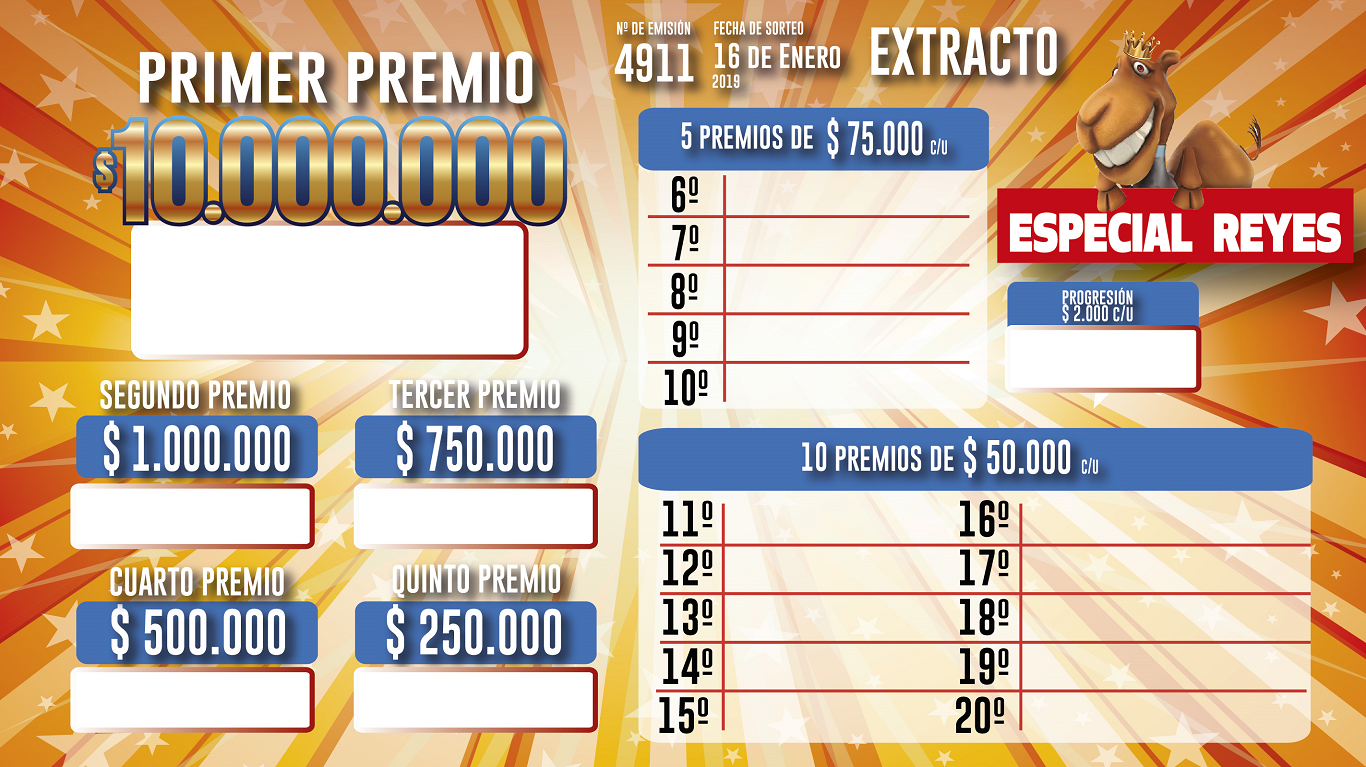 PRIMER PREMIO
$10.000.000
SEGUNDO PREMIO
$ 1.000.000
TERCER PREMIO
$ 750.000
CUARTO PREMIO
$ 500.000
QUINTO PREMIO
$ 250.000
Nº DE EMISIÓN
4911
FECHA DE SORTEO
16 DE ENERO
2019
EXTRACTO
5 PREMIOS DE $ 75.000 C/U
6º
7º
8º
9º
10º
ESPECIAL REYES
PROGRESIÓN
$ 2.000 C/U
10 PREMIOS DE $ 50.000 C/U
11º
12º
13º
14º
15º
16º
17º
18º
19º
20º